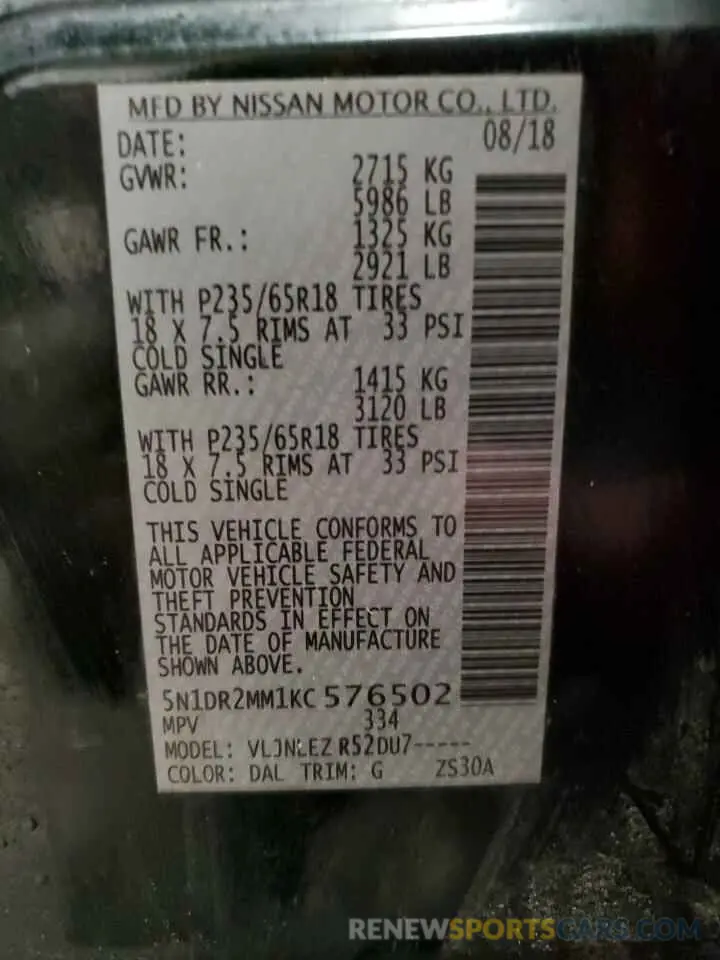 MFD BY NISSAN MOTOR CO., LTD.
DATE: 08/18
GVWR: 2715 KG
5986 LB
GAWR FR.: 1325 KG
2921 LB
WITH P235/65R18 TIRES
18 X 7.5 RIMS AT 33 PSI
COLD SINGLE
GAWR RR.: 1415 KG
3120 LB
WITH P235/65R18 TIRES
18 X 7.5 RIMS AT 33 PSI
COLD SINGLE
THIS VEHICLE CONFORMS TO
ALL APPLICABLE FEDERAL
MOTOR VEHICLE SAFETY AND
THEFT PREVENTION
STANDARDS IN EFFECT ON
THE DATE OF MANUFACTURE
SHOWN ABOVE.
5N1DR2MM1KC 576502
MPV 334
MODEL: VLJNLEZ R52DU7-----
COLOR: DAL TRIM: G ZS30A
RENEWSPORTSCARS.COM